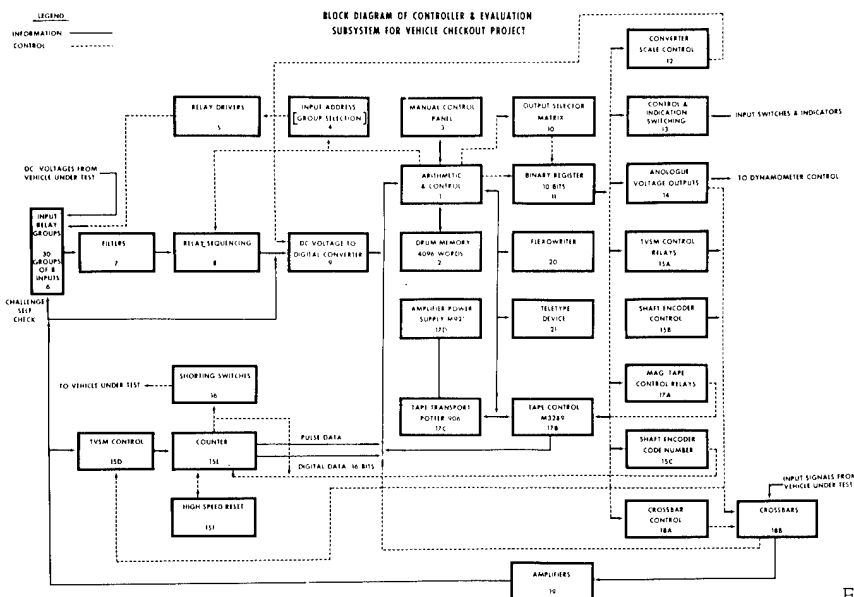 BLOCK DIAGRAM OF CONTROLLER & EVALUATION
SUBSYSTEM FOR VEHICLE CHECKOUT PROJECT
LEGEND
INFORMATION
CONTROL
CONVERTER
SCALE CONTROL
12
RELAY DRIVERS
5
INPUT ADDRESS
[GROUP SELECTION]
4
MANUAL CONTROL
PANEL
3
OUTPUT SELECTOR
MATRIX
10
CONTROL &
INDICATION
SWITCHING
13
INPUT SWITCHES & INDICATORS
DC VOLTAGES FROM
VEHICLE UNDER TEST
ARITHMETIC
& CONTROL
1
BINARY REGISTER
10 BITS
11
ANALOGUE
VOLTAGE OUTPUTS
14
TO DYNAMOMETER CONTROL
INPUT
RELAY
GROUPS
30
GROUPS
OF 8
INPUTS
6
FILTERS
7
RELAY SEQUENCING
8
DC VOLTAGE TO
DIGITAL CONVERTER
9
DRUM MEMORY
4096 WORDS
2
FLEXOWRITER
20
TVSM CONTROL
RELAYS
15A
CHALLENGE
SELF
CHECK
AMPLIFIER POWER
SUPPLY M921
17D
TELETYPE
DEVICE
21
SHAFT ENCODER
CONTROL
15B
TO VEHICLE UNDER TEST
SHORTING SWITCHES
16
MAG. TAPE
CONTROL RELAYS
17A
TAPE TRANSPORT
POTTER 906
17C
TAPE CONTROL
M3289
17B
TVSM CONTROL
15D
COUNTER
15E
PULSE DATA
DIGITAL DATA 16 BITS
SHAFT ENCODER
CODE NUMBER
15C
HIGH SPEED RESET
15F
INPUT SIGNALS FROM
VEHICLE UNDER TEST
CROSSBAR
CONTROL
18A
CROSSBARS
18B
AMPLIFIERS
19